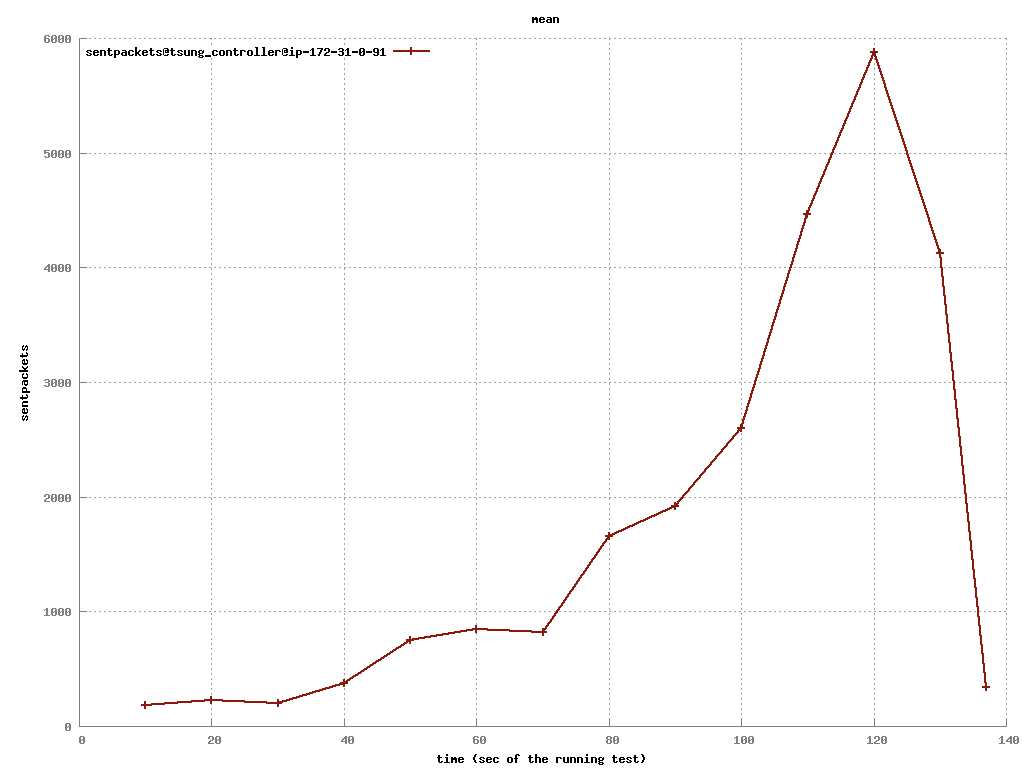 mean
6000
sentpackets@tsung_controller@ip-172-31-0-91
5000
4000
3000
sentpackets
2000
1000
0
0 20 40 60 80 100 120 140
time (sec of the running test)